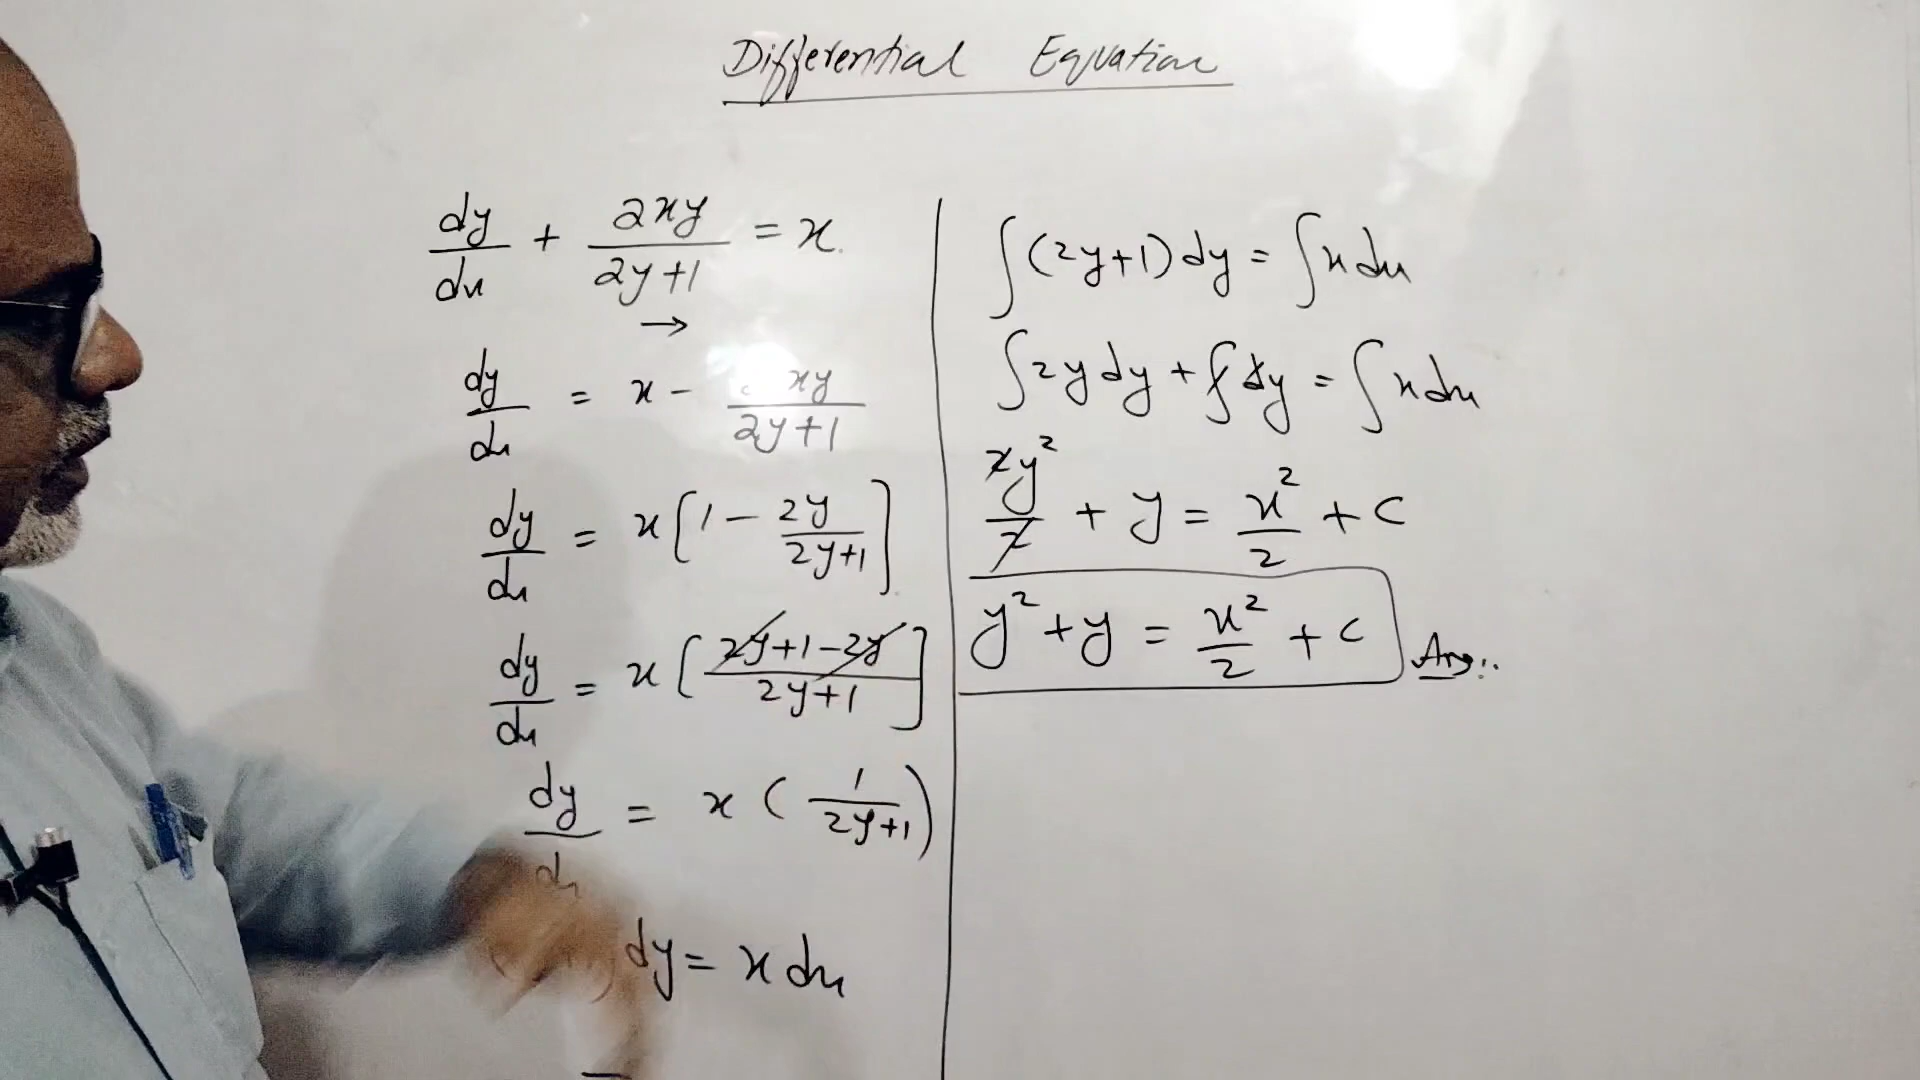 Differential Equation
dy/dx + 2xy/2y+1 = x
→
dy/dx = x - xy/2y+1
dy/dx = x[1 - 2y/2y+1]
dy/dx = x[2y+1-2y/2y+1]
dy/dx = x(1/2y+1)
dy = x dx
∫(2y+1)dy = ∫x dx
∫2y dy + ∫dy = ∫x dx
2y²/2 + y = x²/2 + c
y² + y = x²/2 + c Ans:.